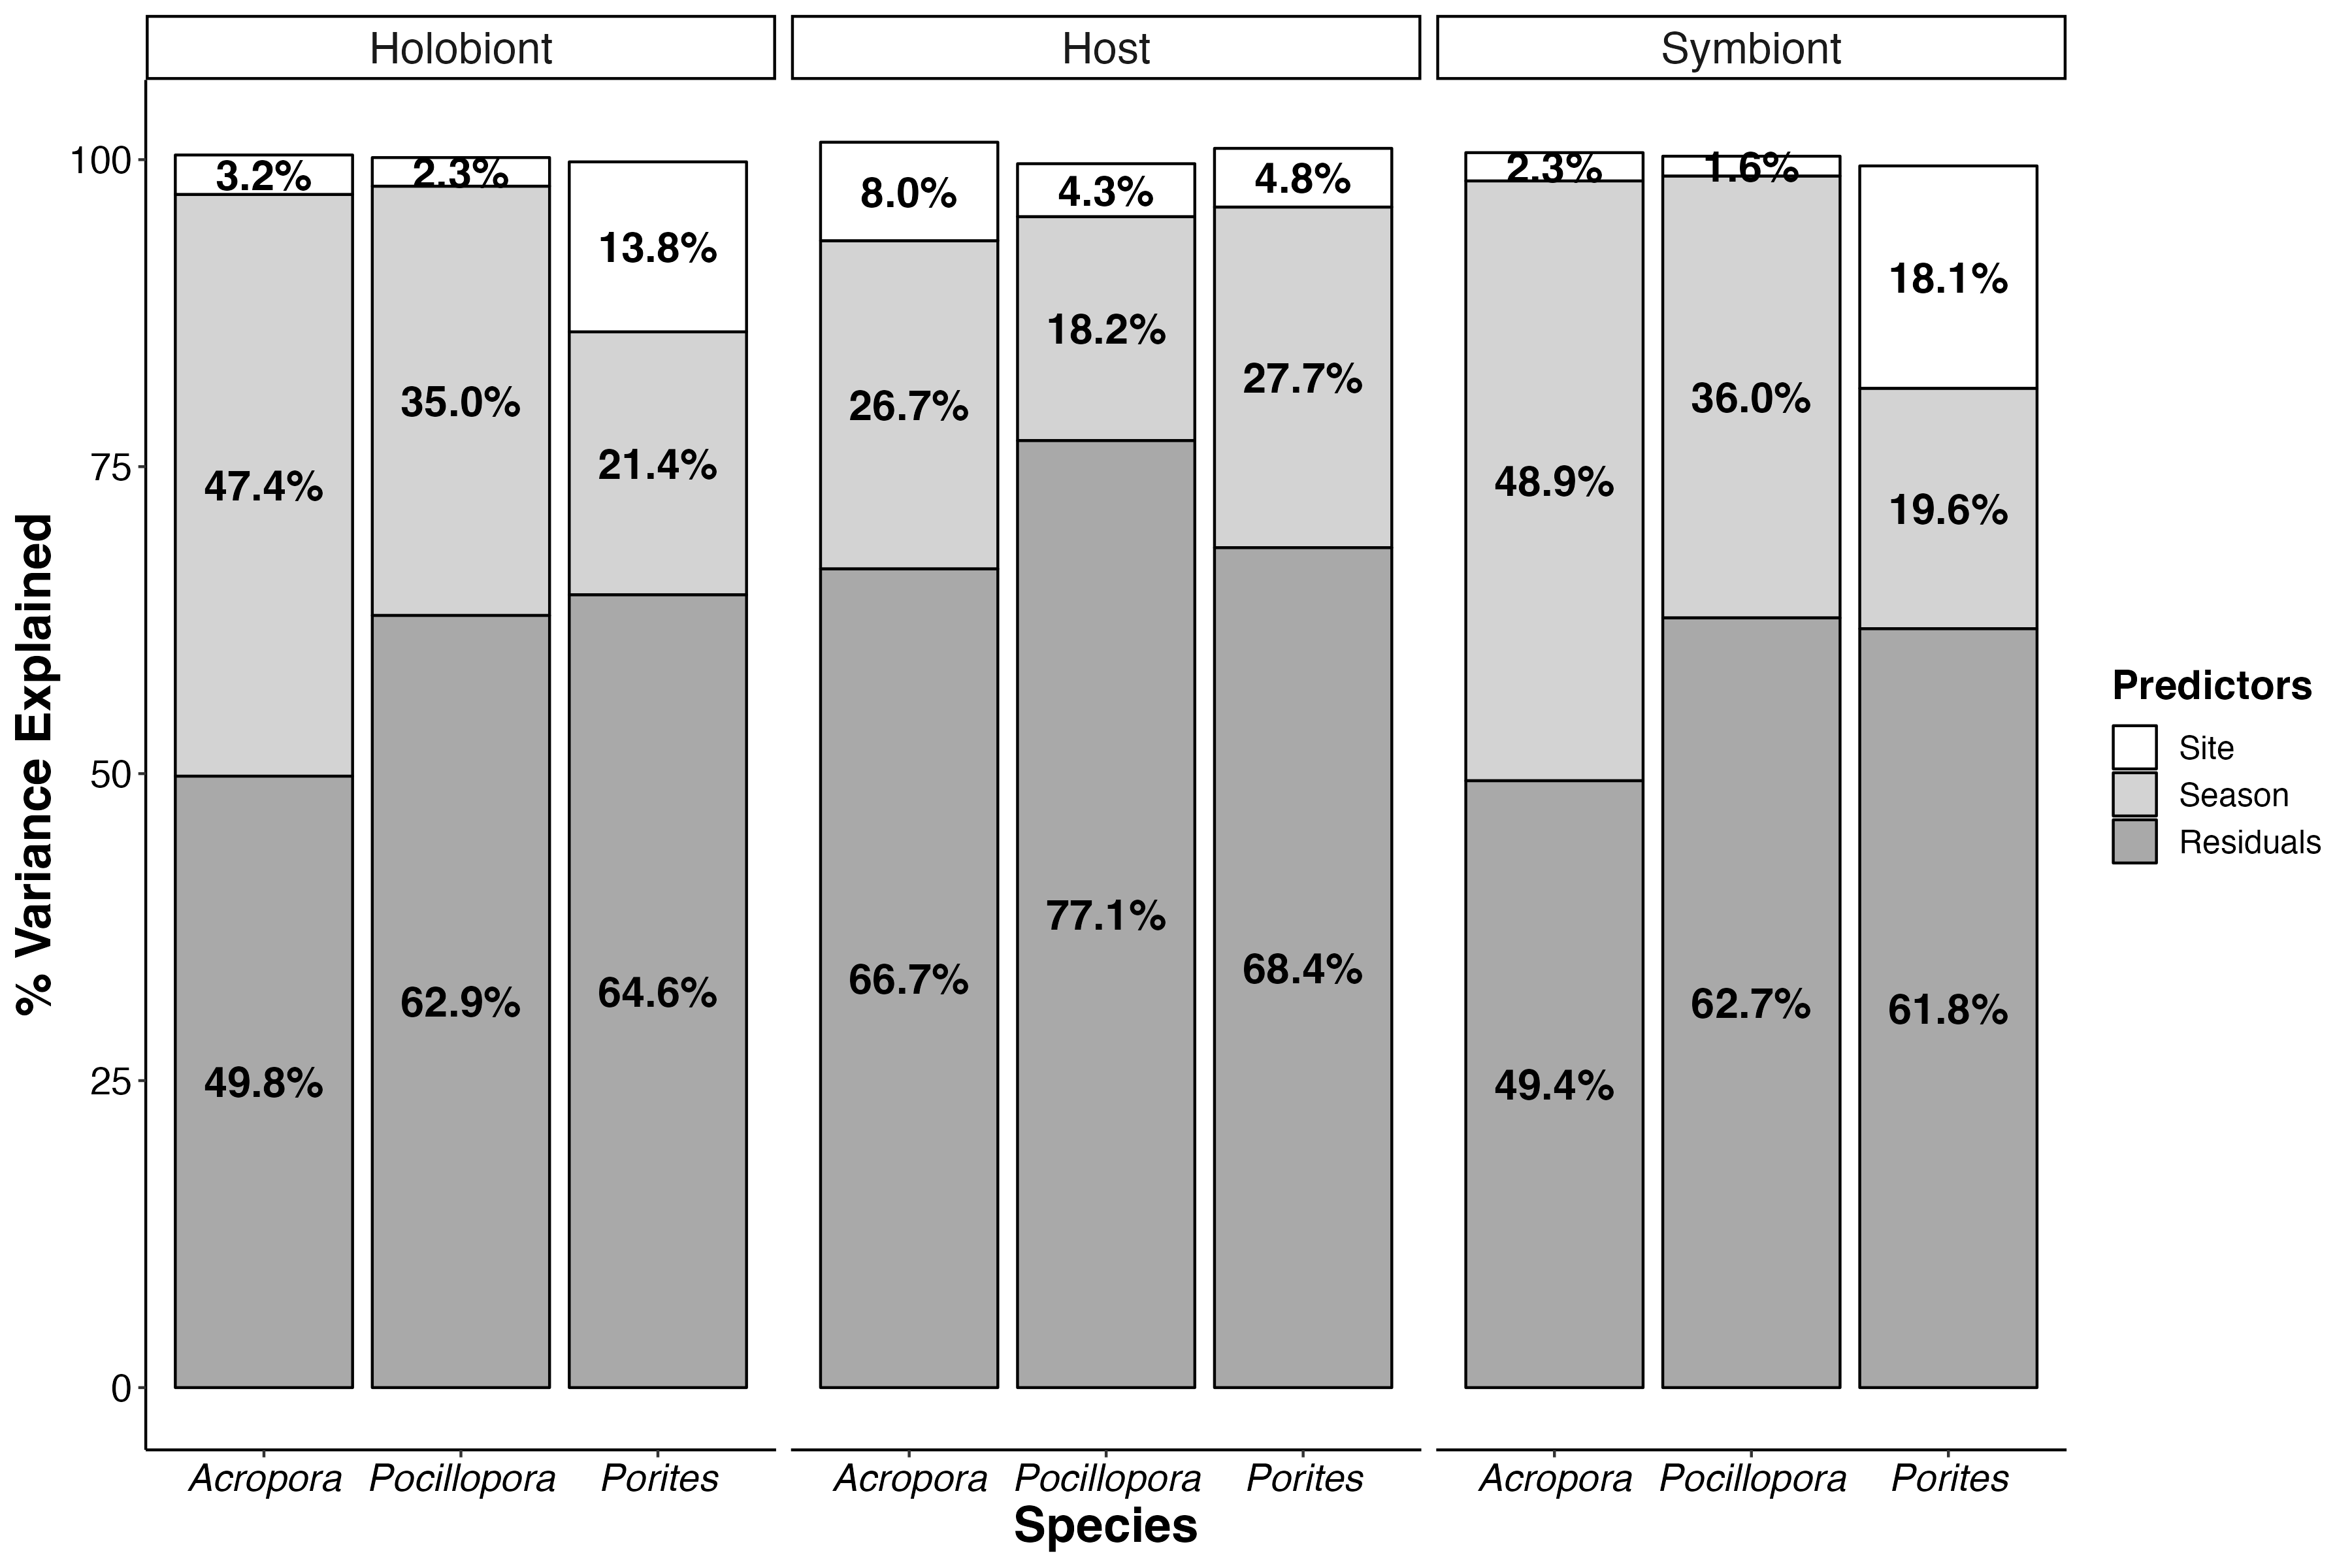 Holobiont Host Symbiont
% Variance Explained
100
75
50
25
0
3.2% 2.3% 13.8% 8.0% 4.3% 4.8% 2.3% 1.6% 18.1%
47.4% 35.0% 21.4% 26.7% 18.2% 27.7% 48.9% 36.0% 19.6%
49.8% 62.9% 64.6% 66.7% 77.1% 68.4% 49.4% 62.7% 61.8%
Acropora Pocillopora Porites Acropora Pocillopora Porites Acropora Pocillopora Porites
Species
Predictors
Site
Season
Residuals